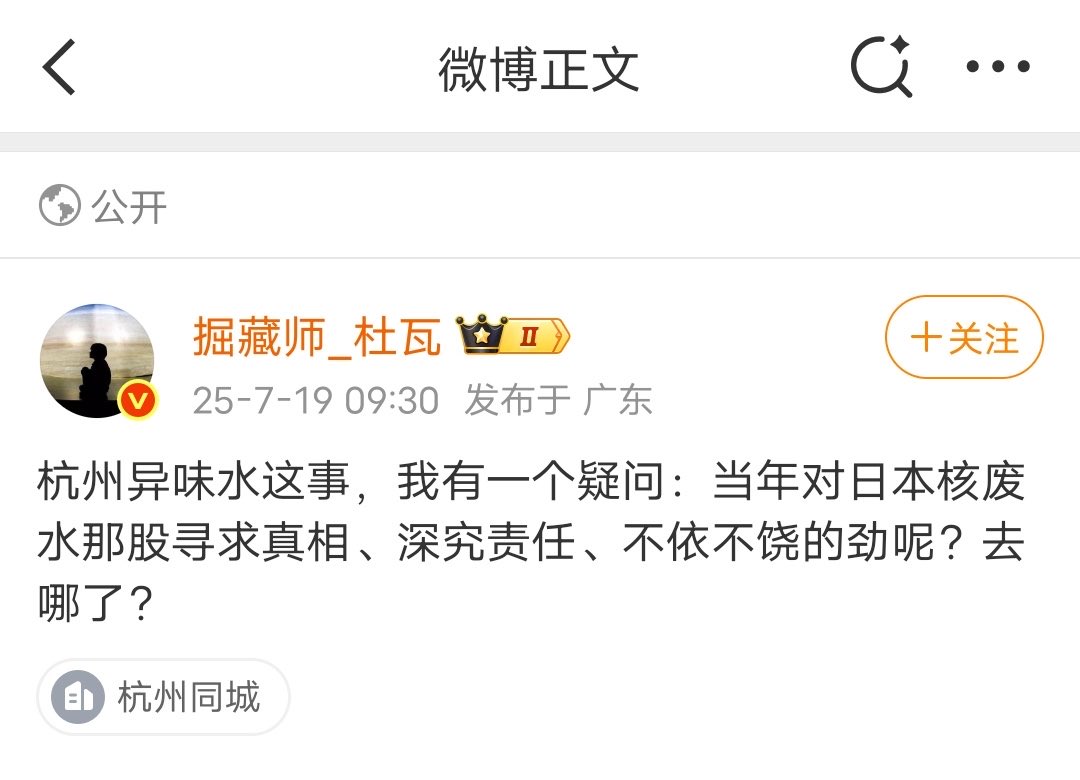 微博正文
公开
掘藏师_杜瓦 II
25-7-19 09:30 发布于 广东
+关注
杭州异味水这事，我有一个疑问：当年对日本核废
水那股寻求真相、深究责任、不依不饶的劲呢？去
哪了？
杭州同城